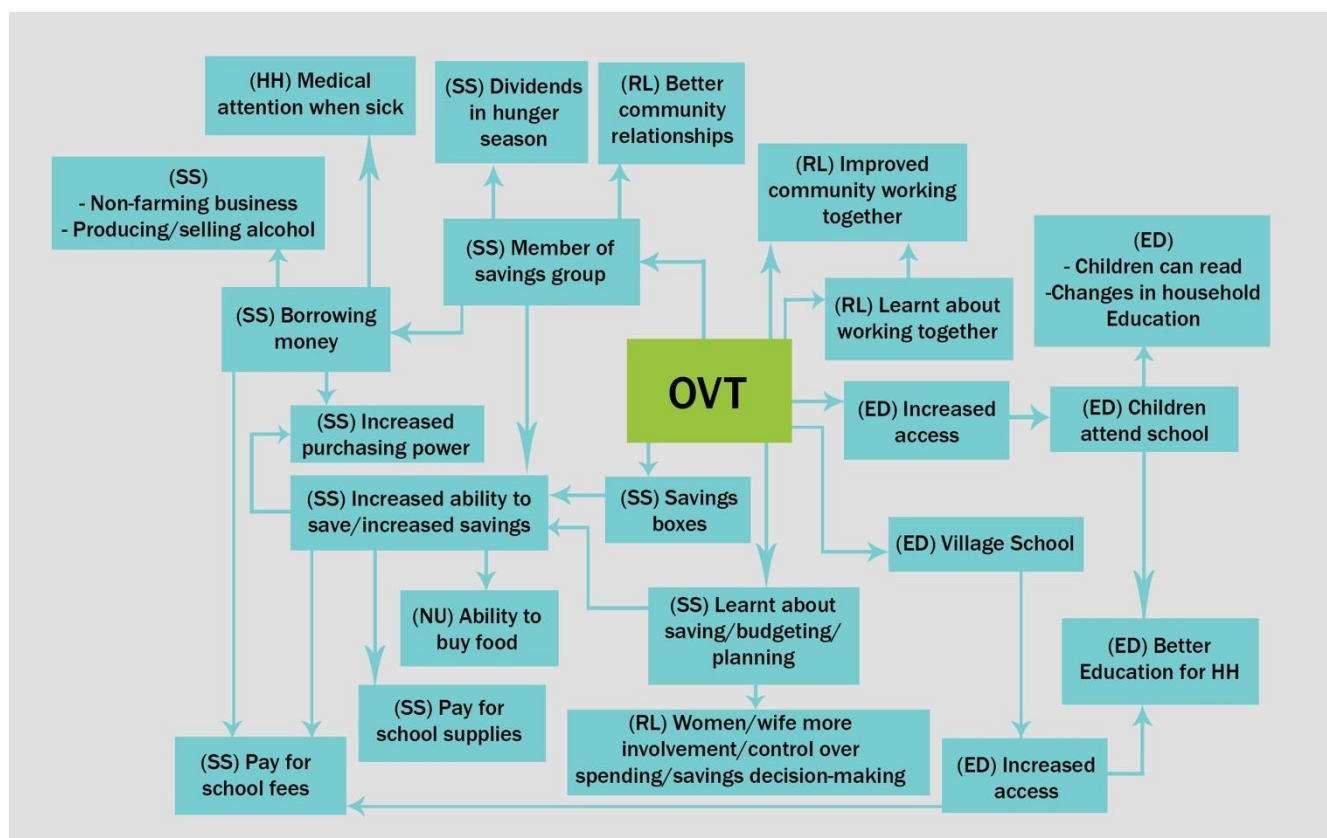 (HH) Medical
attention when sick
(SS) Dividends
in hunger
season
(RL) Better
community
relationships
(SS)
- Non-farming business
- Producing/selling alcohol
(RL) Improved
community working
together
(SS) Member of
savings group
(ED)
- Children can read
-Changes in household
Education
(SS) Borrowing
money
(RL) Learnt about
working together
OVT
(ED) Increased
access
(ED) Children
attend school
(SS) Increased
purchasing power
(SS) Increased ability to
save/increased savings
(SS) Savings
boxes
(ED) Village School
(NU) Ability to
buy food
(SS) Learnt about
saving/budgeting/
planning
(ED) Better
Education for HH
(SS) Pay for
school supplies
(RL) Women/wife more
involvement/control over
spending/savings decision-making
(SS) Pay for
school fees
(ED) Increased
access